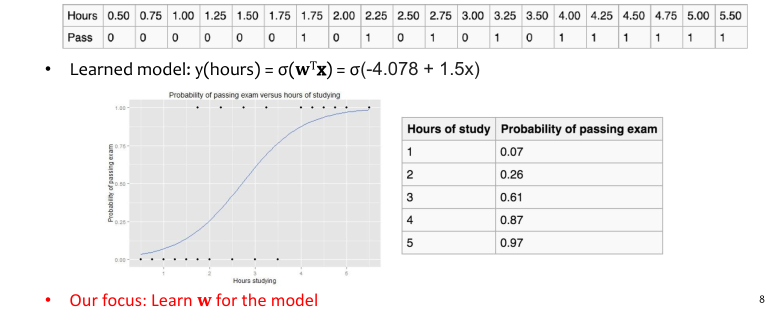 Hours 0.50 0.75 1.00 1.25 1.50 1.75 1.75 2.00 2.25 2.50 2.75 3.00 3.25 3.50 4.00 4.25 4.50 4.75 5.00 5.50
Pass 0 0 0 0 0 0 1 0 1 0 1 0 1 0 1 1 1 1 1 1
• Learned model: y(hours) = σ(wᵀx) = σ(-4.078 + 1.5x)
Probability of passing exam versus hours of studying
Probability of passing exam
1.00
0.75
0.50
0.25
0.00
1 2 3 4 5
Hours studying
Hours of study Probability of passing exam
1 0.07
2 0.26
3 0.61
4 0.87
5 0.97
• Our focus: Learn w for the model
8